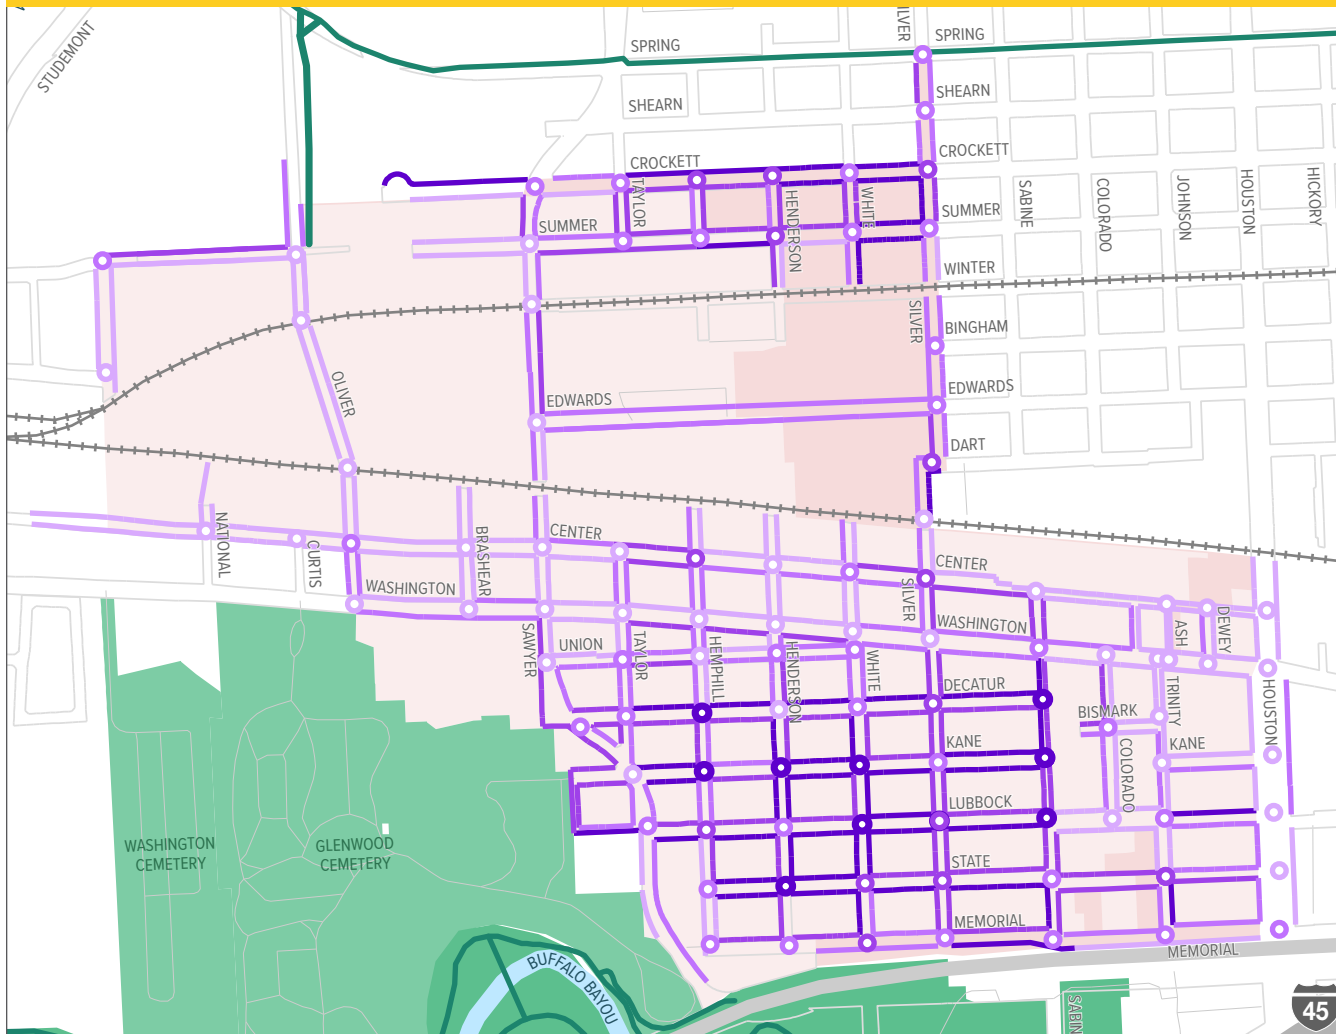 STUDEMONT
SPRING
SILVER
SPRING
SHEARN
SHEARN
CROCKETT
CROCKETT
TAYLOR
SUMMER
HENDERSON
WHITE
SUMMER
SABINE
COLORADO
JOHNSON
HOUSTON
HICKORY
WINTER
SILVER
BINGHAM
OLIVER
EDWARDS
EDWARDS
DART
NATIONAL
CURTIS
BRASHEAR
CENTER
CENTER
WASHINGTON
SILVER
WASHINGTON
ASH
DEWEY
SAWYER
UNION
TAYLOR
HEMPHILL
HENDERSON
WHITE
DECATUR
BISMARK
TRINITY
HOUSTON
KANE
COLORADO
KANE
LUBBOCK
WASHINGTON
CEMETERY
GLENWOOD
CEMETERY
STATE
MEMORIAL
MEMORIAL
BUFFALO BAYOU
SABIN
45